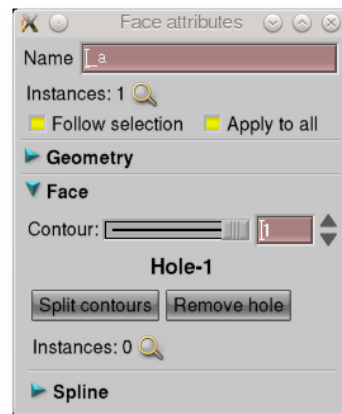 Face attributes
Name _a
Instances: 1
Follow selection Apply to all
Geometry
Face
Contour: 1
Hole-1
Split contours Remove hole
Instances: 0
Spline